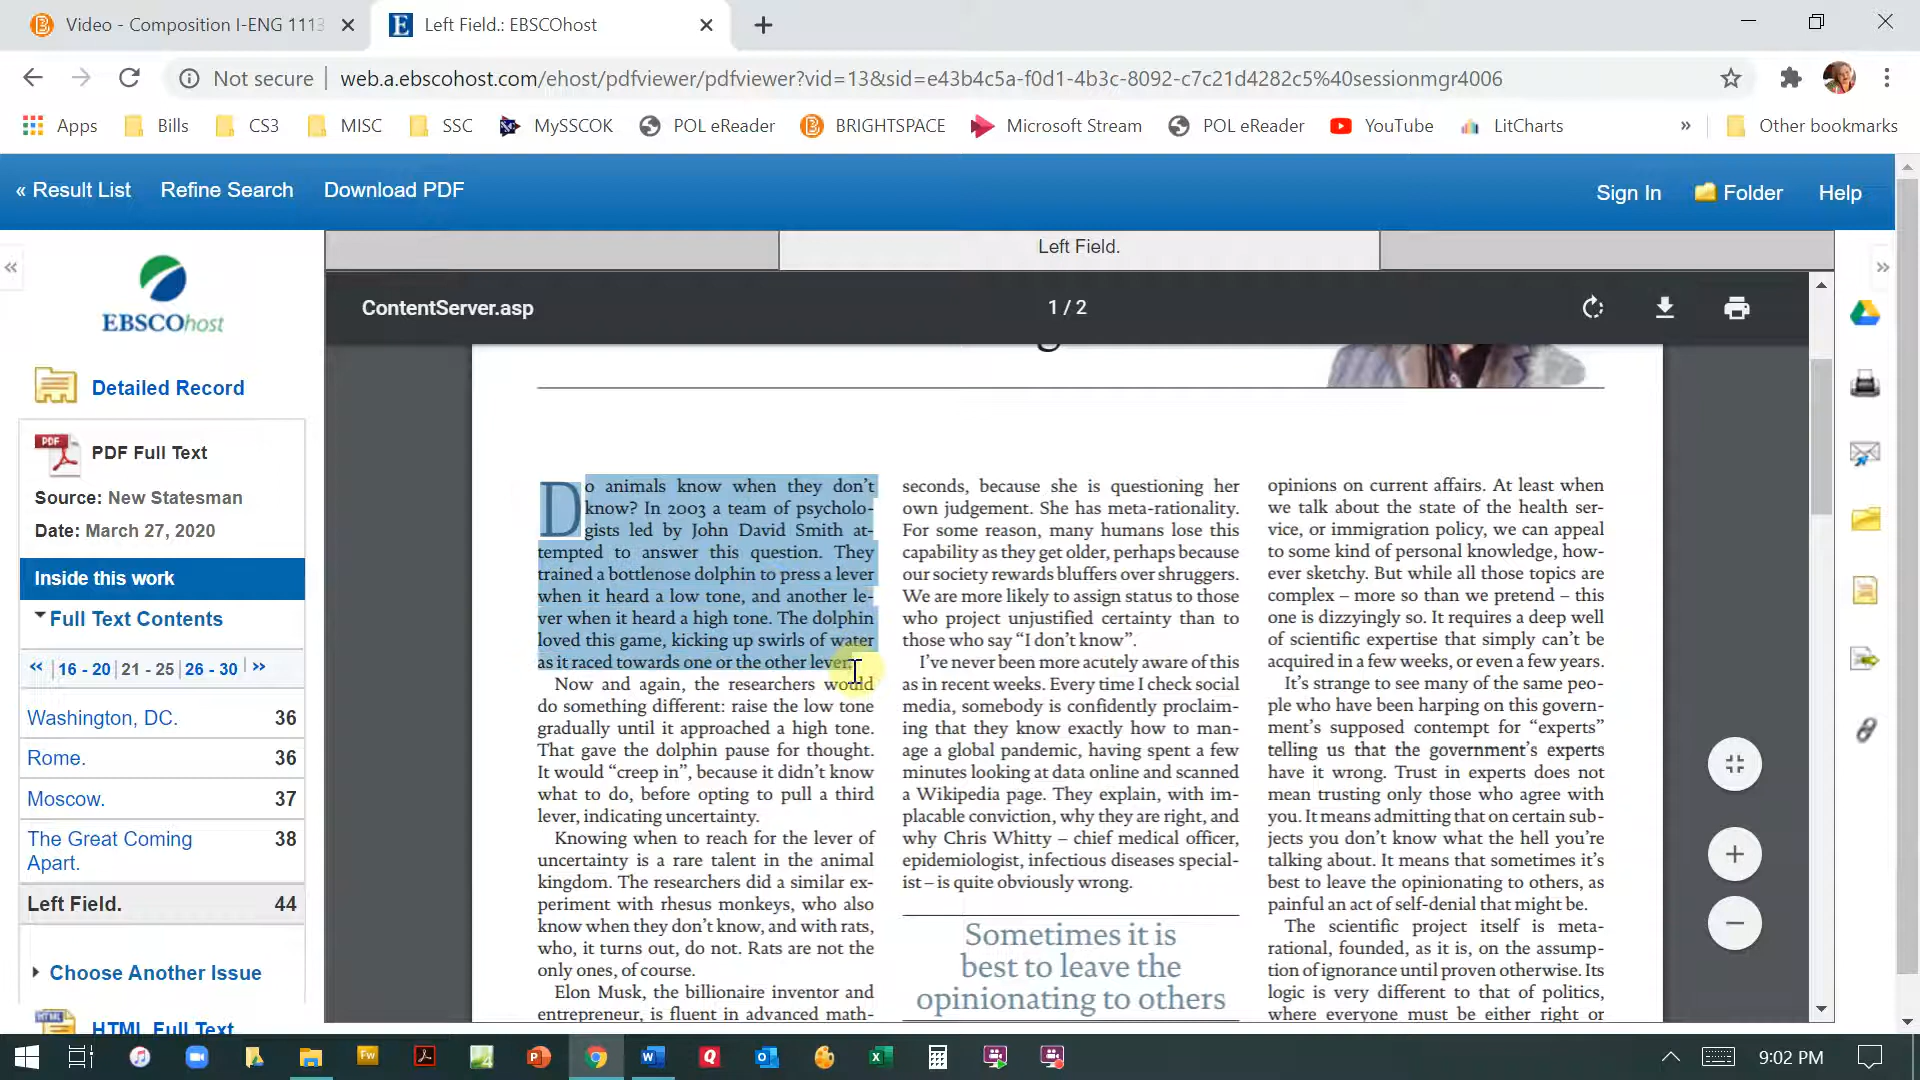 Video - Composition I-ENG 1113
Left Field.: EBSCOhost
Not secure
web.a.ebscohost.com/ehost/pdfviewer/pdfviewer?vid=13&sid=e43b4c5a-f0d1-4b3c-8092-c7c21d4282c5%40sessionmgr4006
Apps
Bills
CS3
MISC
SSC
MySSCOK
POL eReader
BRIGHTSPACE
Microsoft Stream
POL eReader
YouTube
LitCharts
»
Other bookmarks
« Result List
Refine Search
Download PDF
Sign In
Folder
Help
Left Field.
EBSCOhost
Detailed Record
PDF
PDF Full Text
Source: New Statesman
Date: March 27, 2020
Inside this work
Full Text Contents
« |16 - 20| 21 - 25| 26 - 30| »
Washington, DC. 36
Rome. 36
Moscow. 37
The Great Coming 38
Apart.
Left Field. 44
Choose Another Issue
HTML Full Text
ContentServer.asp
1 / 2
Do animals know when they don't
know? In 2003 a team of psycholo-
gists led by John David Smith at-
tempted to answer this question. They
trained a bottlenose dolphin to press a lever
when it heard a low tone, and another le-
ver when it heard a high tone. The dolphin
loved this game, kicking up swirls of water
as it raced towards one or the other lever.
Now and again, the researchers would
do something different: raise the low tone
gradually until it approached a high tone.
That gave the dolphin pause for thought.
It would "creep in", because it didn't know
what to do, before opting to pull a third
lever, indicating uncertainty.
Knowing when to reach for the lever of
uncertainty is a rare talent in the animal
kingdom. The researchers did a similar ex-
periment with rhesus monkeys, who also
know when they don't know, and with rats,
who, it turns out, do not. Rats are not the
only ones, of course.
Elon Musk, the billionaire inventor and
entrepreneur, is fluent in advanced math-
seconds, because she is questioning her
own judgement. She has meta-rationality.
For some reason, many humans lose this
capability as they get older, perhaps because
our society rewards bluffers over shruggers.
We are more likely to assign status to those
who project unjustified certainty than to
those who say "I don't know".
I've never been more acutely aware of this
as in recent weeks. Every time I check social
media, somebody is confidently proclaim-
ing that they know exactly how to man-
age a global pandemic, having spent a few
minutes looking at data online and scanned
a Wikipedia page. They explain, with im-
placable conviction, why they are right, and
why Chris Whitty – chief medical officer,
epidemiologist, infectious diseases special-
ist – is quite obviously wrong.
Sometimes it is
best to leave the
opinionating to others
opinions on current affairs. At least when
we talk about the state of the health ser-
vice, or immigration policy, we can appeal
to some kind of personal knowledge, how-
ever sketchy. But while all those topics are
complex – more so than we pretend – this
one is dizzyingly so. It requires a deep well
of scientific expertise that simply can't be
acquired in a few weeks, or even a few years.
It's strange to see many of the same peo-
ple who have been harping on this govern-
ment's supposed contempt for "experts"
telling us that the government's experts
have it wrong. Trust in experts does not
mean trusting only those who agree with
you. It means admitting that on certain sub-
jects you don't know what the hell you're
talking about. It means that sometimes it's
best to leave the opinionating to others, as
painful an act of self-denial that might be.
The scientific project itself is meta-
rational, founded, as it is, on the assump-
tion of ignorance until proven otherwise. Its
logic is very different to that of politics,
where everyone must be either right or
9:02 PM